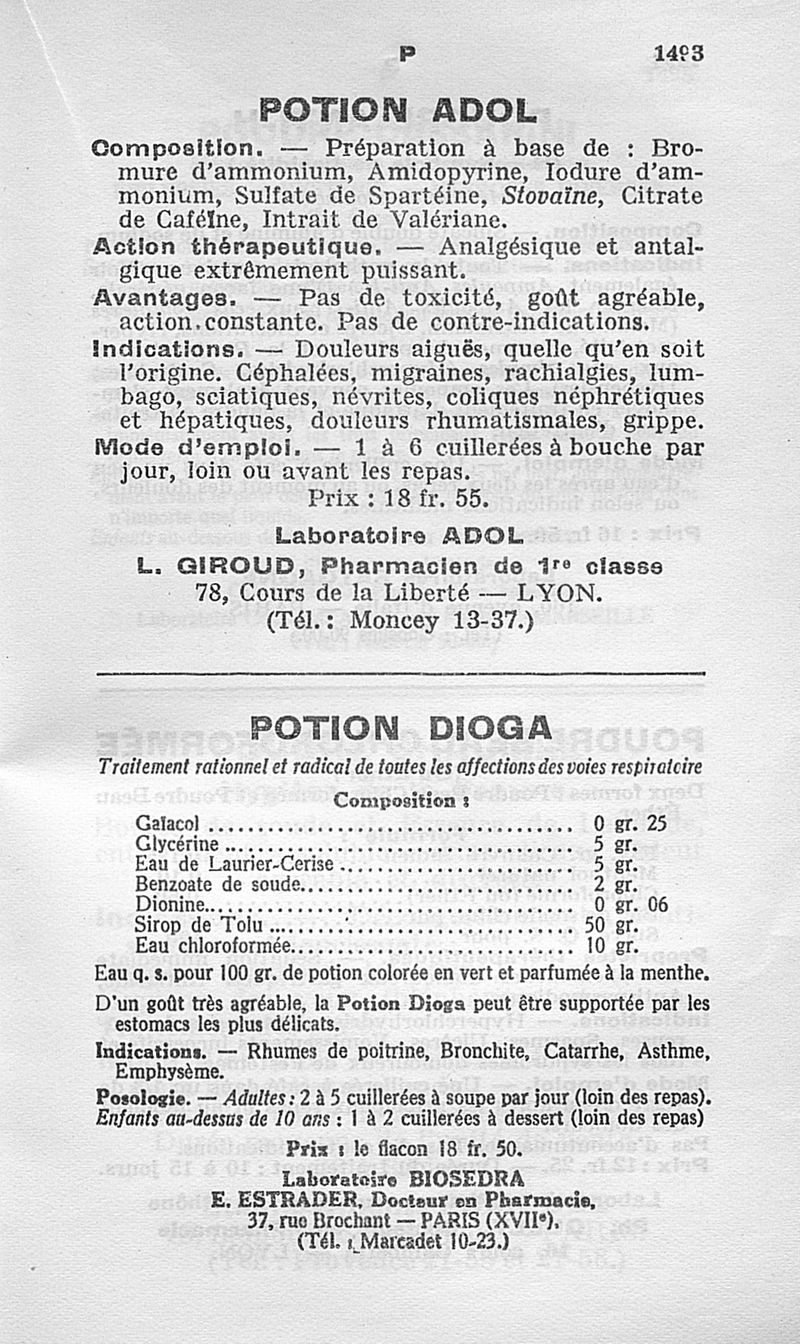 P 1493
POTION ADOL
Composition. — Préparation à base de : Bro-
mure d'ammonium, Amidopyrine, Iodure d'am-
monium, Sulfate de Spartéine, Stovaïne, Citrate
de Caféïne, Intrait de Valériane.
Action thérapeutique. — Analgésique et antal-
gique extrêmement puissant.
Avantages. — Pas de toxicité, goût agréable,
action.constante. Pas de contre-indications.
Indications. — Douleurs aiguës, quelle qu'en soit
l'origine. Céphalées, migraines, rachialgies, lum-
bago, sciatiques, névrites, coliques néphrétiques
et hépatiques, douleurs rhumatismales, grippe.
Mode d'emploi. — 1 à 6 cuillerées à bouche par
jour, loin ou avant les repas.
Prix : 18 fr. 55.
Laboratoire ADOL
L. GIROUD, Pharmacien de 1re classe
78, Cours de la Liberté — LYON.
(Tél. : Moncey 13-37.)
POTION DIOGA
Traitement rationnel et radical de toutes les affections des voies respiratoire
Composition :
Gaïacol ........ 0 gr. 25
Glycérine ........ 5 gr.
Eau de Laurier-Cerise ........ 5 gr.
Benzoate de soude ........ 2 gr.
Dionine ........ 0 gr. 06
Sirop de Tolu ........ 50 gr.
Eau chloroformée ........ 10 gr.
Eau q. s. pour 100 gr. de potion colorée en vert et parfumée à la menthe.
D'un goût très agréable, la Potion Dioga peut être supportée par les
estomacs les plus délicats.
Indications. — Rhumes de poitrine, Bronchite, Catarrhe, Asthme,
Emphysème.
Posologie. — Adultes : 2 à 5 cuillerées à soupe par jour (loin des repas).
Enfants au-dessus de 10 ans : 1 à 2 cuillerées à dessert (loin des repas)
Prix : le flacon 18 fr. 50.
Laboratoire BIOSEDRA
E. ESTRADER, Docteur en Pharmacie,
37, rue Brochant — PARIS (XVIIe).
(Tél. : Marcadet 10-23.)